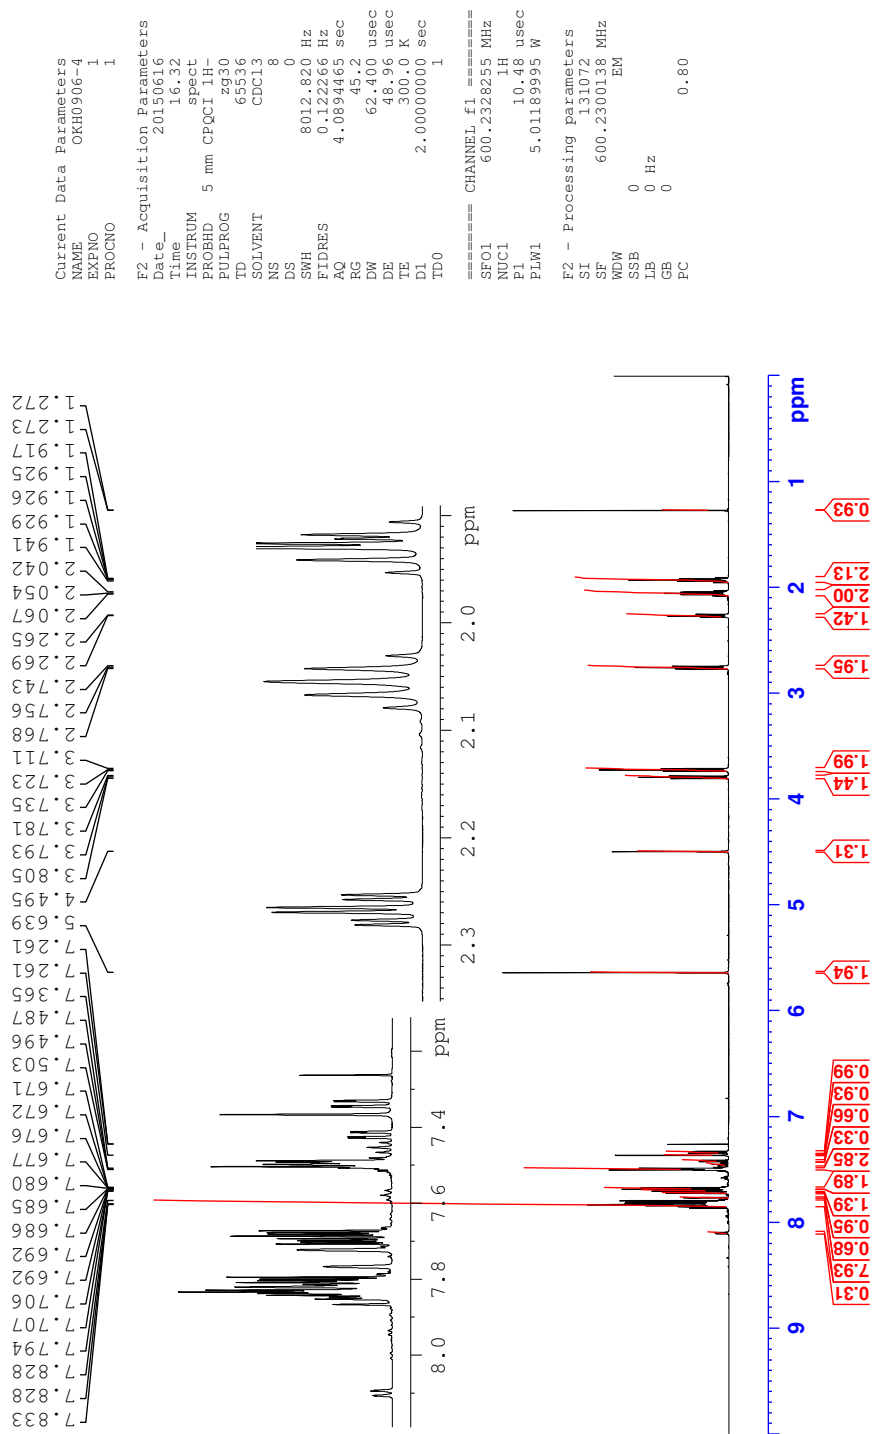 Current Data Parameters
NAME OKH0906-4
EXPNO 1
PROCNO 1
F2 - Acquisition Parameters
Date_ 20150616
Time 16.32
INSTRUM spect
PROBHD 5 mm CPQCI 1H-
PULPROG zg30
TD 65536
SOLVENT CDCl3
NS 8
DS 0
SWH 8012.820 Hz
FIDRES 0.122266 Hz
AQ 4.0894465 sec
RG 45.2
DW 62.400 usec
DE 48.96 usec
TE 300.0 K
D1 2.00000000 sec
TD0 1
======== CHANNEL f1 ========
SFO1 600.2328255 MHz
NUC1 1H
P1 10.48 usec
PLW1 5.01189995 W
F2 - Processing parameters
SI 131072
SF 600.2300138 MHz
WDW EM
SSB 0
LB 0 Hz
GB 0
PC 0.80
1.272
1.273
1.917
1.925
1.926
1.929
1.941
2.042
2.054
2.067
2.265
2.269
2.743
2.756
2.768
3.711
3.723
3.735
3.781
3.793
3.805
4.495
5.639
7.261
7.261
7.365
7.487
7.496
7.503
7.671
7.672
7.676
7.677
7.680
7.685
7.686
7.692
7.692
7.706
7.707
7.794
7.828
7.828
7.833
ppm
2.0
2.1
2.2
2.3
ppm
7.4
7.6
7.8
8.0
ppm
1
2
3
4
5
6
7
8
9
0.93
2.13
2.00
1.42
1.95
1.99
1.44
1.31
1.94
0.99
0.93
0.66
0.33
2.85
1.89
1.39
0.95
0.68
7.93
0.31